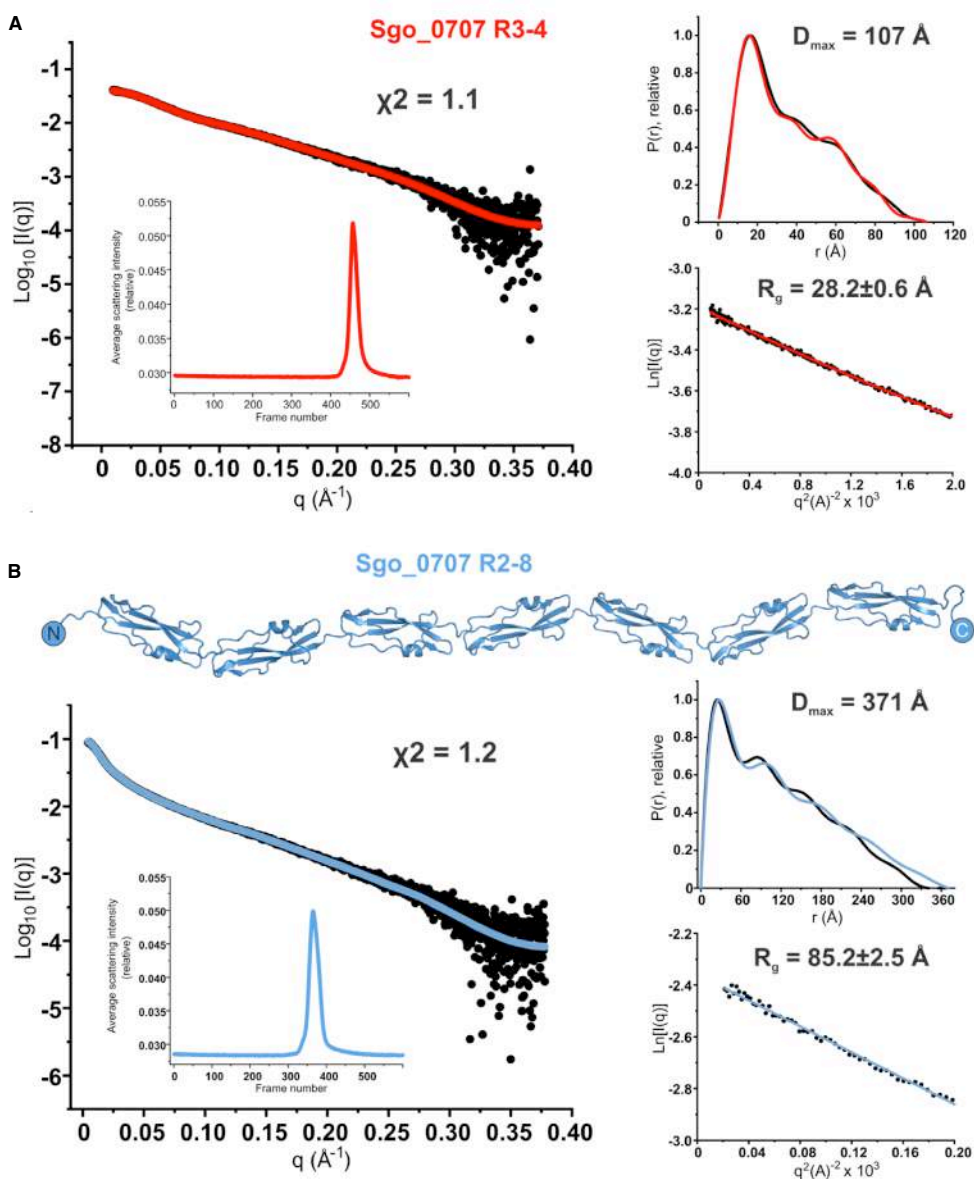 A
Sgo_0707 R3-4
χ2 = 1.1
Log10 [I(q)]
-1
-2
-3
-4
-5
-6
-7
-8
0 0.05 0.10 0.15 0.20 0.25 0.30 0.35 0.40
q (Å-1)
Average scattering intensity
(relative)
0.055
0.050
0.045
0.040
0.035
0.030
0 100 200 300 400 500
Frame number
Dmax = 107 Å
P(r), relative
1.0
0.8
0.6
0.4
0.2
0
0 20 40 60 80 100 120
r (Å)
Rg = 28.2±0.6 Å
Ln[I(q)]
-3.0
-3.2
-3.4
-3.6
-3.8
-4.0
0.4 0.8 1.2 1.6 2.0
q2(A)-2 x 103
B
Sgo_0707 R2-8
N
C
χ2 = 1.2
Log10 [I(q)]
-1
-2
-3
-4
-5
-6
0 0.05 0.10 0.15 0.20 0.25 0.30 0.35 0.40
q (Å-1)
Average scattering intensity
(relative)
0.055
0.050
0.045
0.040
0.035
0.030
0 100 200 300 400 500
Frame number
Dmax = 371 Å
P(r), relative
1.0
0.8
0.6
0.4
0.2
0
0 60 120 180 240 300 360
r (Å)
Rg = 85.2±2.5 Å
Ln[I(q)]
-2.2
-2.4
-2.6
-2.8
-3.0
0 0.04 0.08 0.12 0.16 0.20
q2(A)-2 x 103